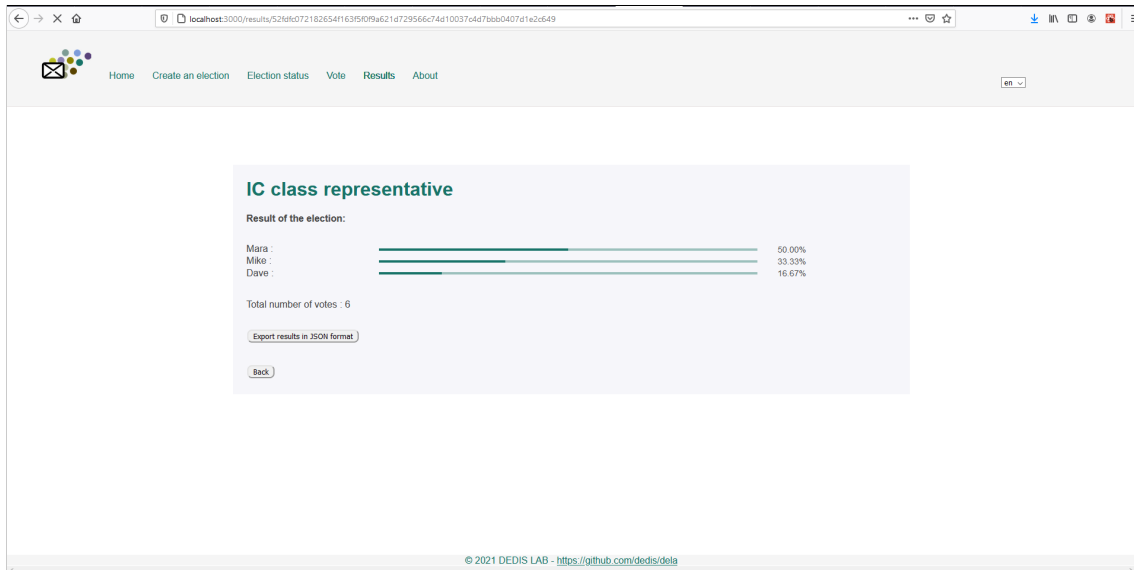 localhost:3000/results/52fdfc072182654f163f5f0f9a621d729566c74d10037c4d7bbb0407d1e2c649
Home Create an election Election status Vote Results About
en
IC class representative
Result of the election:
Mara : 50.00%
Mike : 33.33%
Dave : 16.67%
Total number of votes : 6
Export results in JSON format
Back
© 2021 DEDIS LAB - https://github.com/dedis/dela